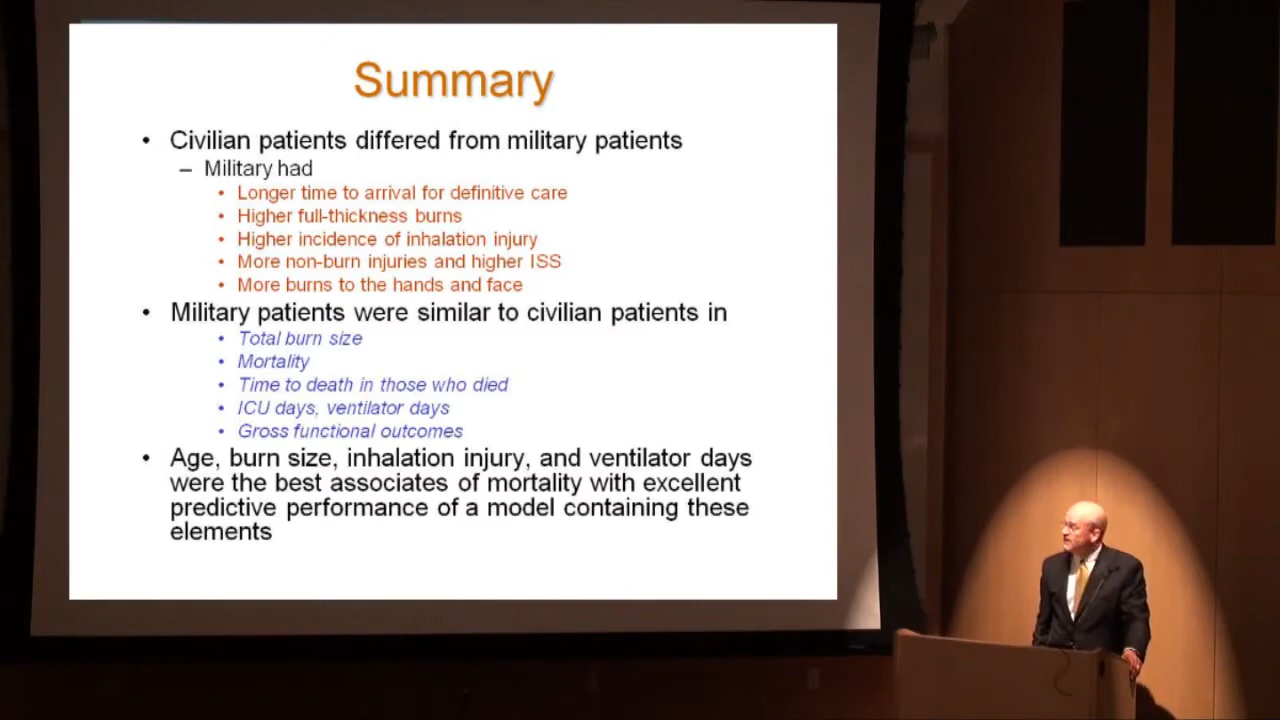 Summary
• Civilian patients differed from military patients
– Military had
• Longer time to arrival for definitive care
• Higher full-thickness burns
• Higher incidence of inhalation injury
• More non-burn injuries and higher ISS
• More burns to the hands and face
• Military patients were similar to civilian patients in
• Total burn size
• Mortality
• Time to death in those who died
• ICU days, ventilator days
• Gross functional outcomes
• Age, burn size, inhalation injury, and ventilator days
were the best associates of mortality with excellent
predictive performance of a model containing these
elements